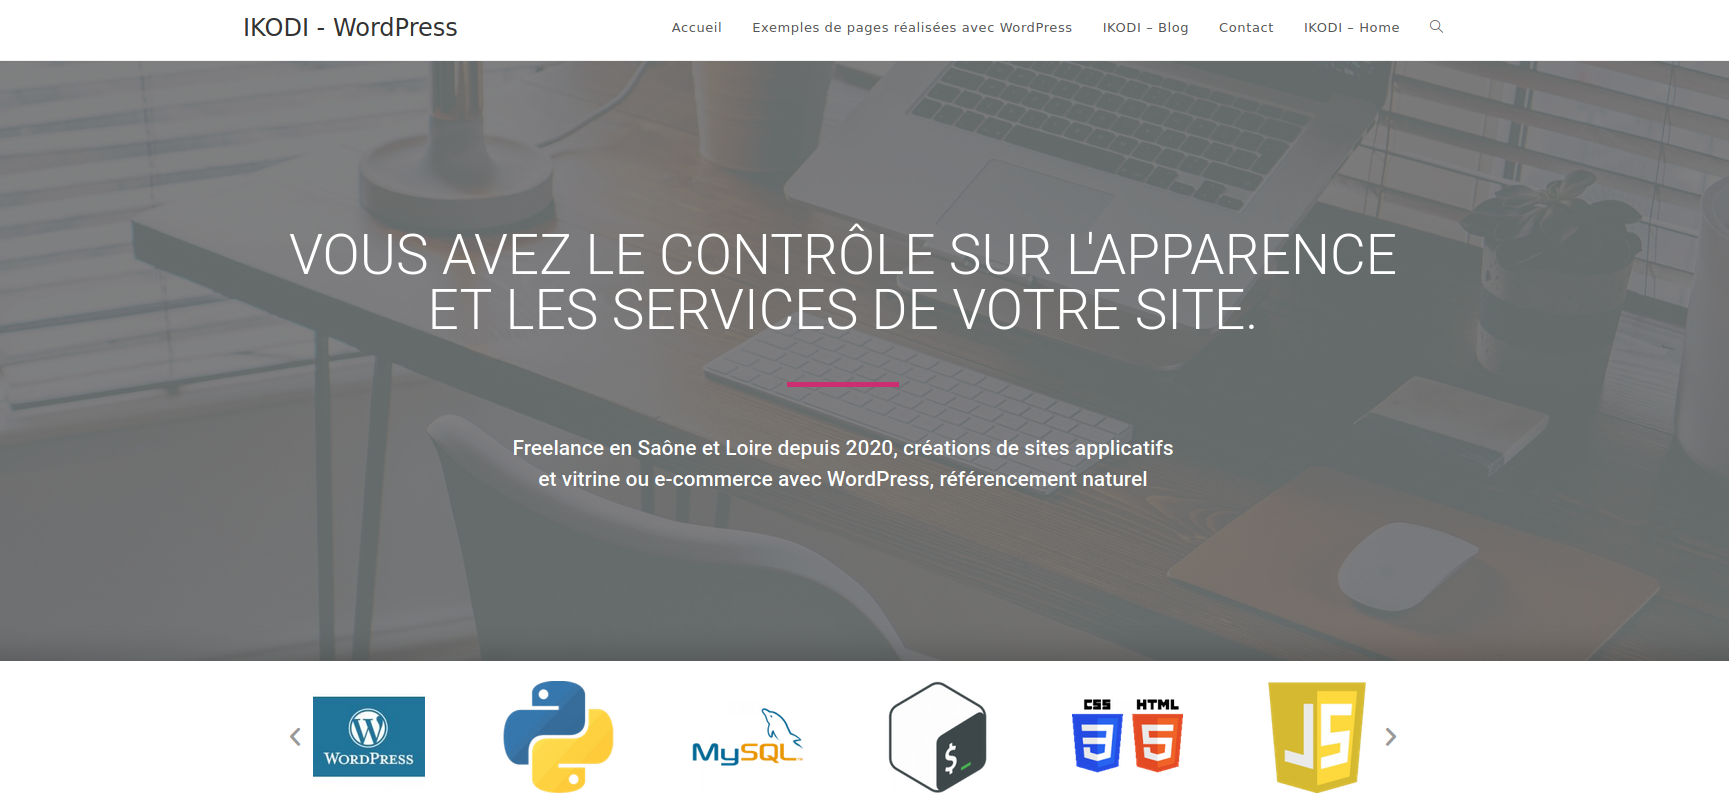 IKODI - WordPress
Accueil
Exemples de pages réalisées avec WordPress
IKODI – Blog
Contact
IKODI – Home
VOUS AVEZ LE CONTRÔLE SUR L'APPARENCE
ET LES SERVICES DE VOTRE SITE.
Freelance en Saône et Loire depuis 2020, créations de sites applicatifs
et vitrine ou e-commerce avec WordPress, référencement naturel
WORDPRESS
MySQL
$_
CSS
HTML
3
5
JS